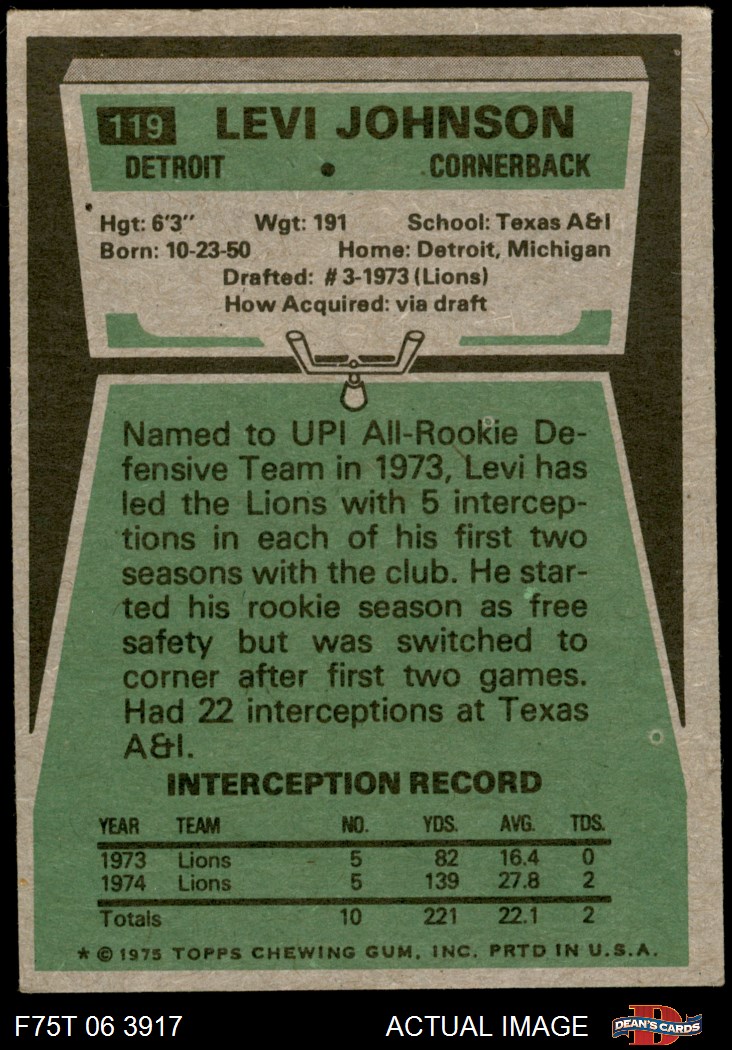 119 LEVI JOHNSON
DETROIT • CORNERBACK
Hgt: 6'3" Wgt: 191 School: Texas A&I
Born: 10-23-50 Home: Detroit, Michigan
Drafted: #3-1973 (Lions)
How Acquired: via draft
Named to UPI All-Rookie De-
fensive Team in 1973, Levi has
led the Lions with 5 intercep-
tions in each of his first two
seasons with the club. He star-
ted his rookie season as free
safety but was switched to
corner after first two games.
Had 22 interceptions at Texas
A&I.
INTERCEPTION RECORD
YEAR TEAM NO. YDS. AVG. TDS.
1973 Lions 5 82 16.4 0
1974 Lions 5 139 27.8 2
Totals 10 221 22.1 2
* © 1975 TOPPS CHEWING GUM, INC. PRTD IN U.S.A.
F75T 06 3917 ACTUAL IMAGE D DEAN'S CARDS